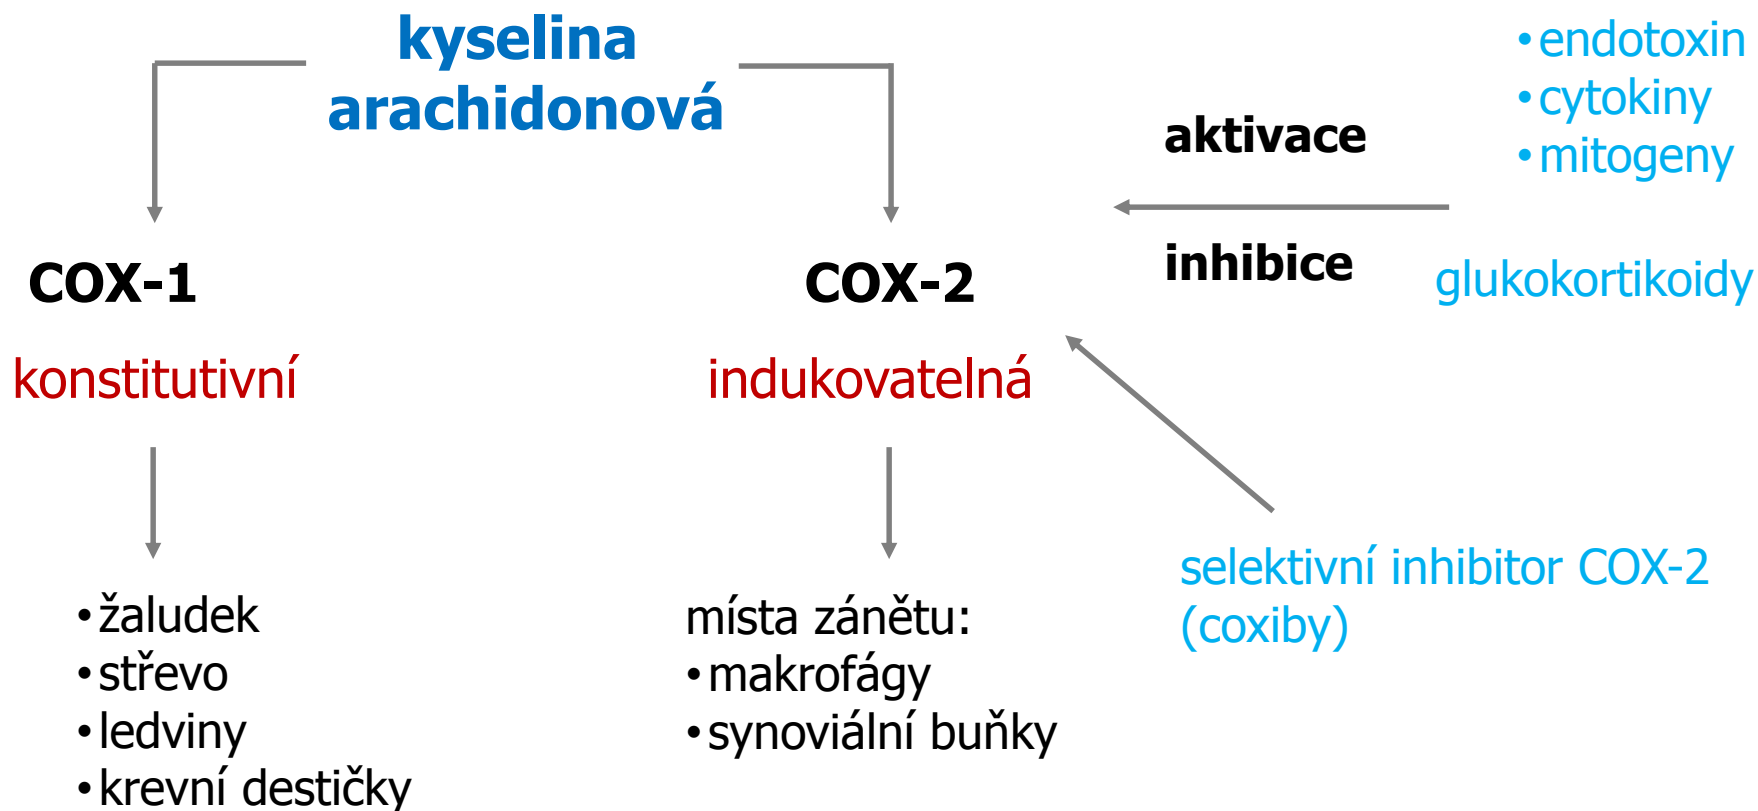 kyselina
arachidonová
• endotoxin
• cytokiny
• mitogeny
aktivace
inhibice
glukokortikoidy
COX-1
COX-2
konstitutivní
indukovatelná
selektivní inhibitor COX-2
(coxiby)
• žaludek
• střevo
• ledviny
• krevní destičky
místa zánětu:
• makrofágy
• synoviální buňky